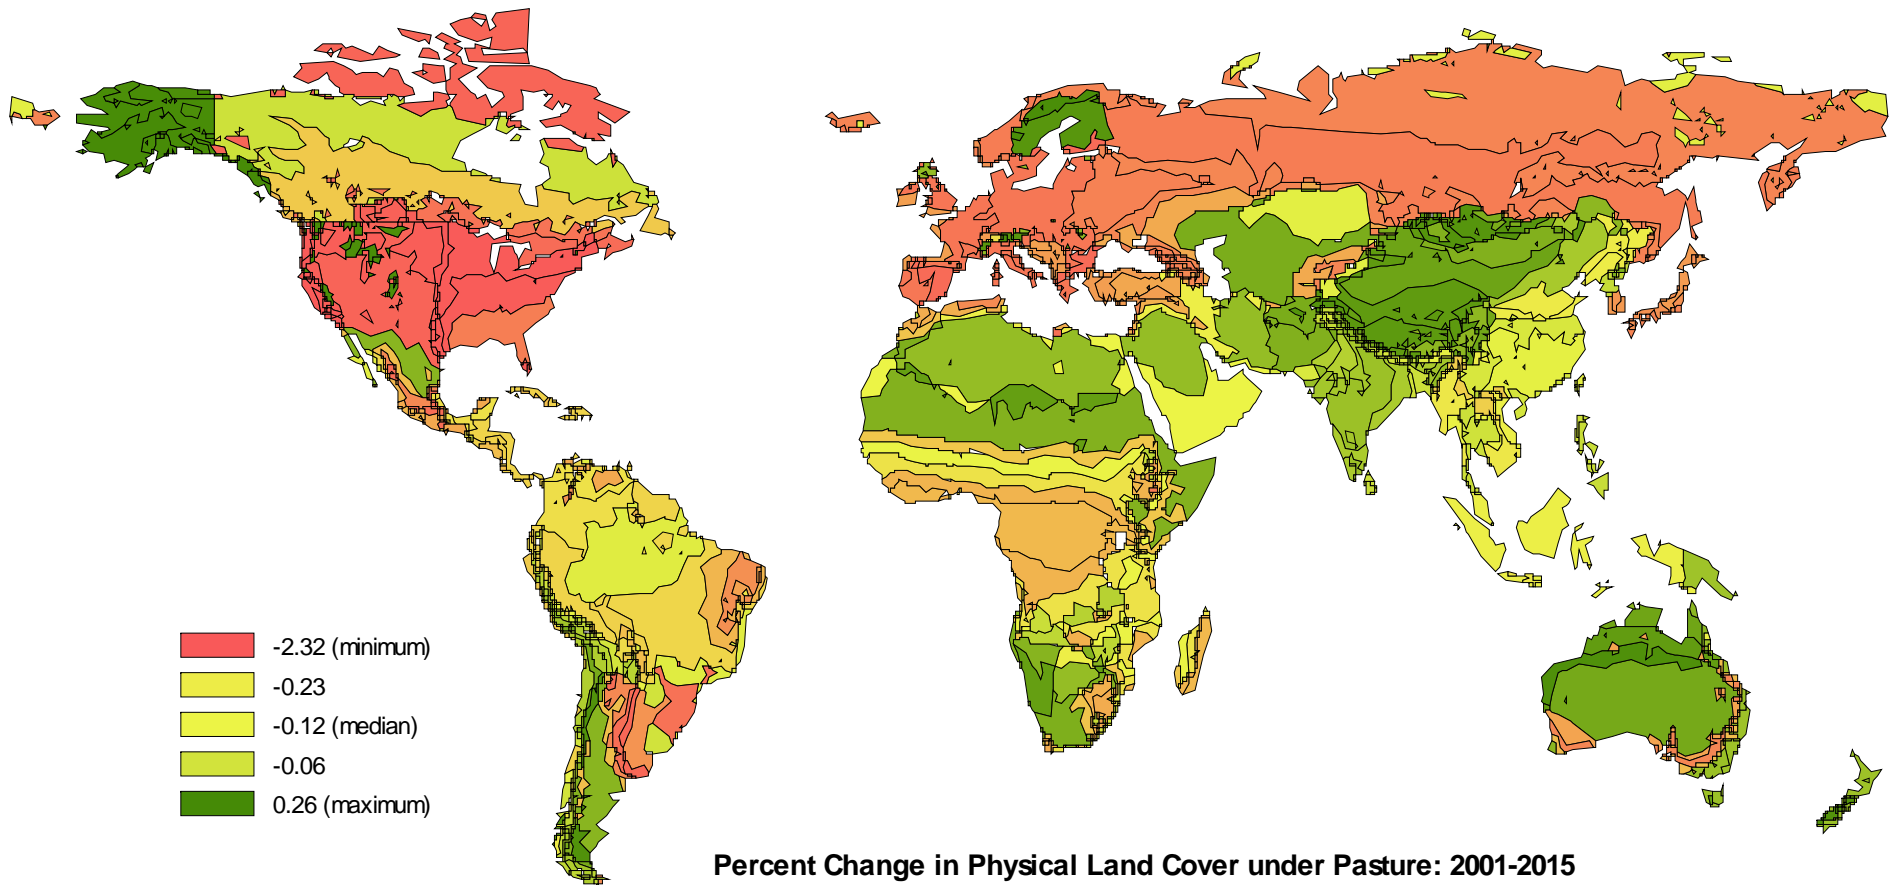 -2.32 (minimum)
-0.23
-0.12 (median)
-0.06
0.26 (maximum)
Percent Change in Physical Land Cover under Pasture: 2001-2015